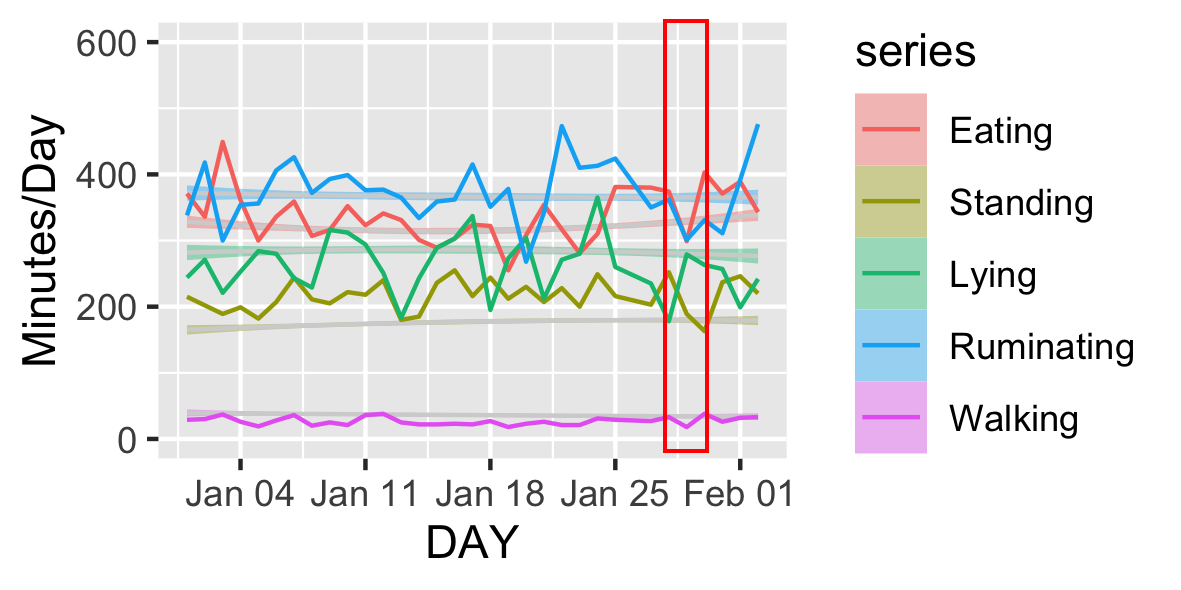 600
400
200
0
Minutes/Day
Jan 04 Jan 11 Jan 18 Jan 25 Feb 01
DAY
series
Eating
Standing
Lying
Ruminating
Walking